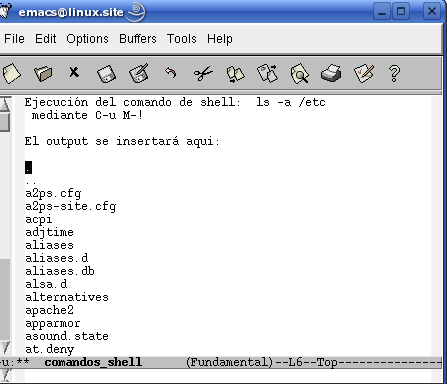 emacs@linux.site
File Edit Options Buffers Tools Help
Ejecución del comando de shell:  ls -a /etc
 mediante C-u M-!
El output se insertará aqui:
.
..
a2ps.cfg
a2ps-site.cfg
acpi
adjtime
aliases
aliases.d
aliases.db
alsa.d
alternatives
apache2
apparmor
asound.state
at.deny
-u:**  comandos_shell      (Fundamental)--L6--Top---------------